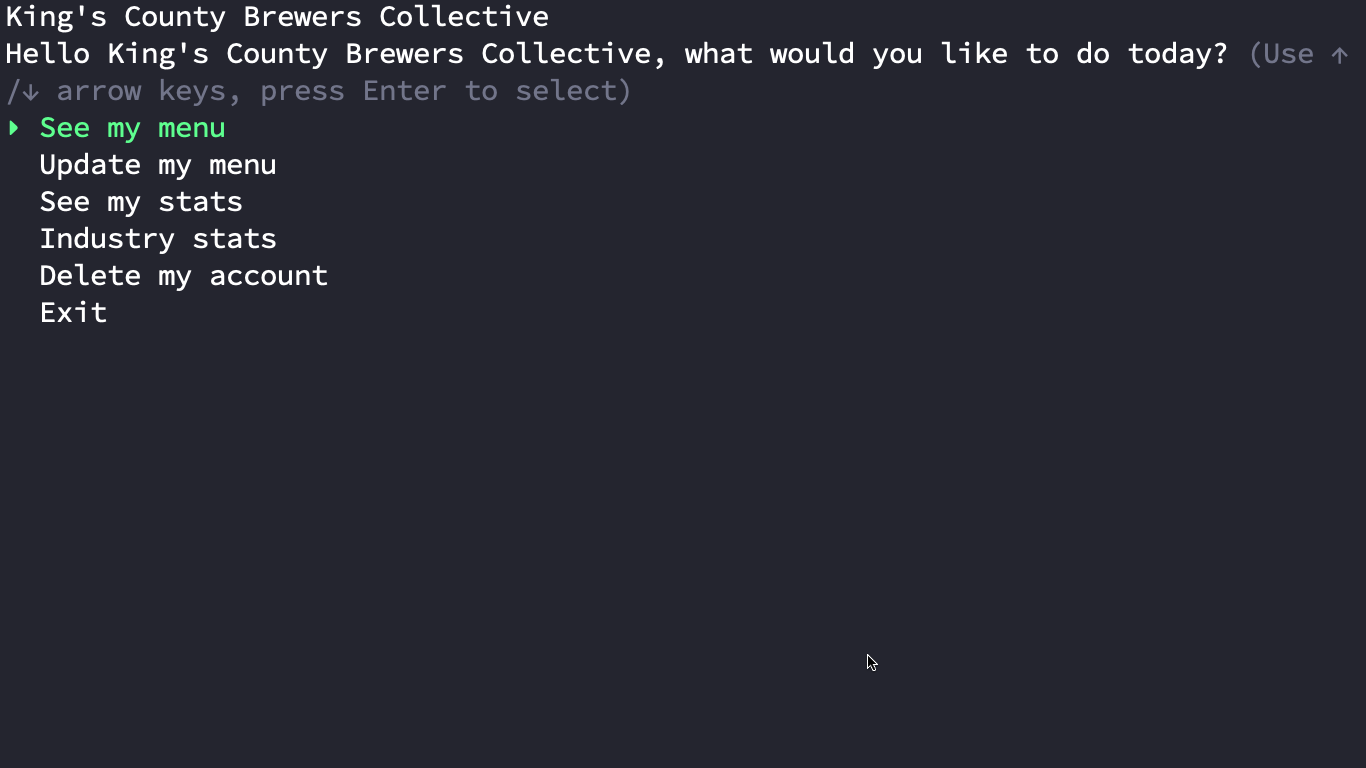 King's County Brewers Collective
Hello King's County Brewers Collective, what would you like to do today? (Use ↑
/↓ arrow keys, press Enter to select)
‣ See my menu
Update my menu
See my stats
Industry stats
Delete my account
Exit